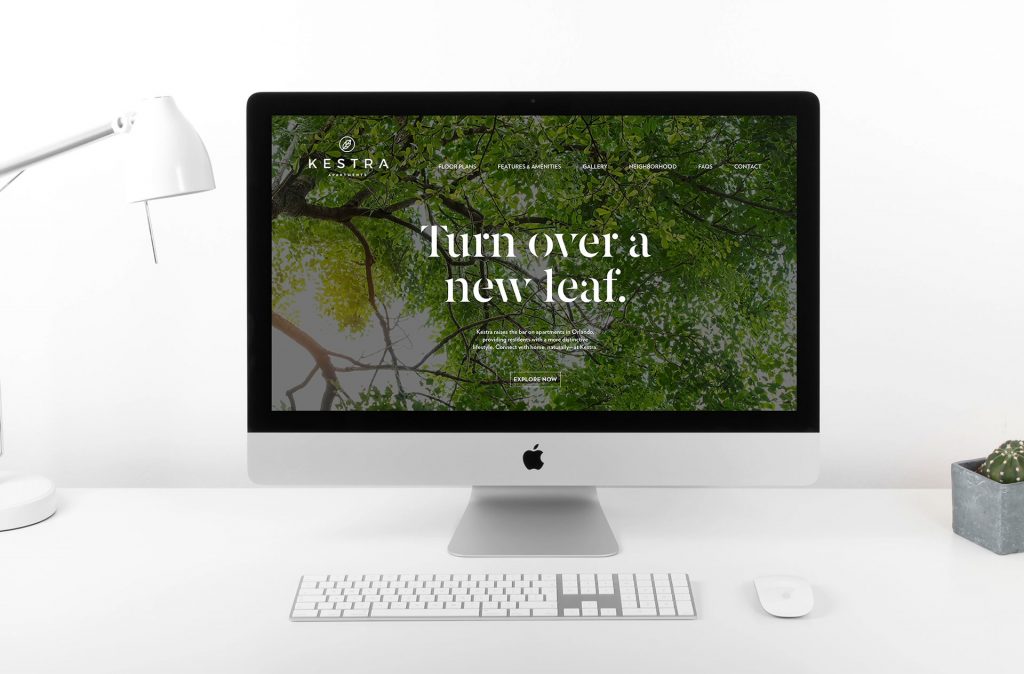 KESTRA
APARTMENTS
FLOOR PLANS FEATURES & AMENITIES GALLERY NEIGHBORHOOD FAQS CONTACT
Turn over a
new leaf.
Kestra raises the bar on apartments in Orlando,
providing residents with a more distinctive
lifestyle. Connect with home, naturally—at Kestra.
EXPLORE NOW